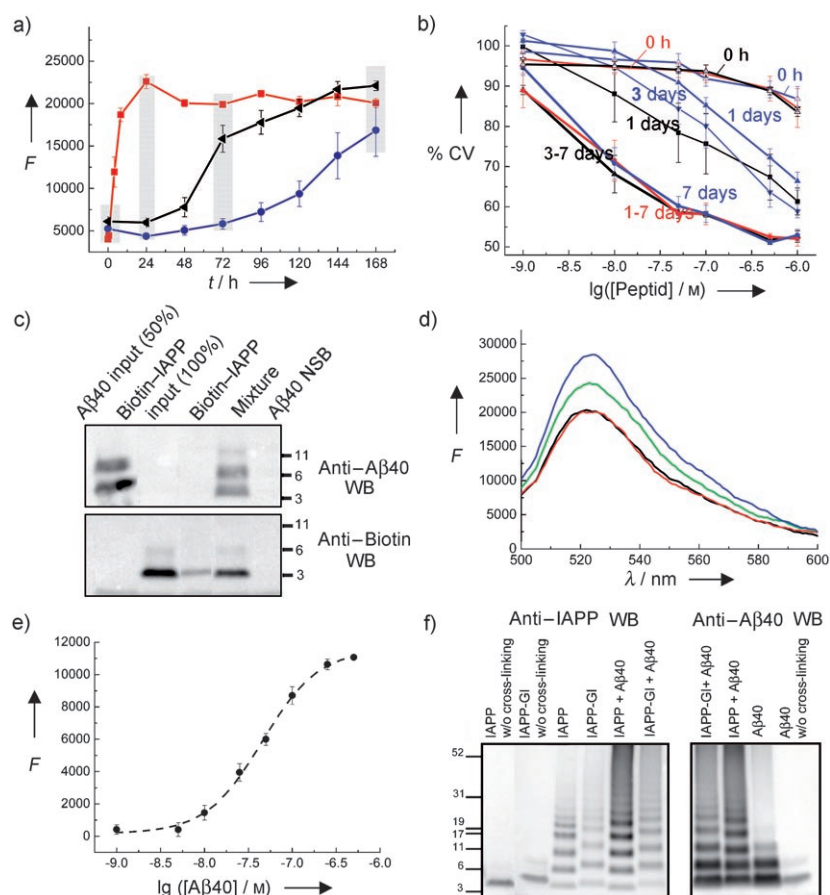 a)
25000
20000
15000
10000
5000
F
0 24 48 72 96 120 144 168
t / h
b)
100
90
80
70
60
50
% CV
0 h
0 h
0 h
3 days
1 days
1 days
3-7 days
7 days
1-7 days
-9.0 -8.5 -8.0 -7.5 -7.0 -6.5 -6.0
lg([Peptid] / M)
c)
Aβ40 input (50%)
Biotin–IAPP
input (100%)
Biotin–IAPP
Mixture
Aβ40 NSB
11
6
3
Anti–Aβ40
WB
11
6
3
Anti–Biotin
WB
d)
30000
25000
20000
15000
10000
5000
0
F
500 520 540 560 580 600
λ / nm
e)
12000
10000
8000
6000
4000
2000
0
F
-9.0 -8.5 -8.0 -7.5 -7.0 -6.5
lg ([Aβ40] / M)
f)
Anti–IAPP WB
IAPP
w/o cross-linking
IAPP-GI
w/o cross-linking
IAPP
IAPP-GI
IAPP + Aβ40
IAPP-GI + Aβ40
Anti–Aβ40 WB
IAPP-GI+ Aβ40
IAPP + Aβ40
Aβ40
Aβ40
w/o cross-linking
52
31
19
17
11
6
3